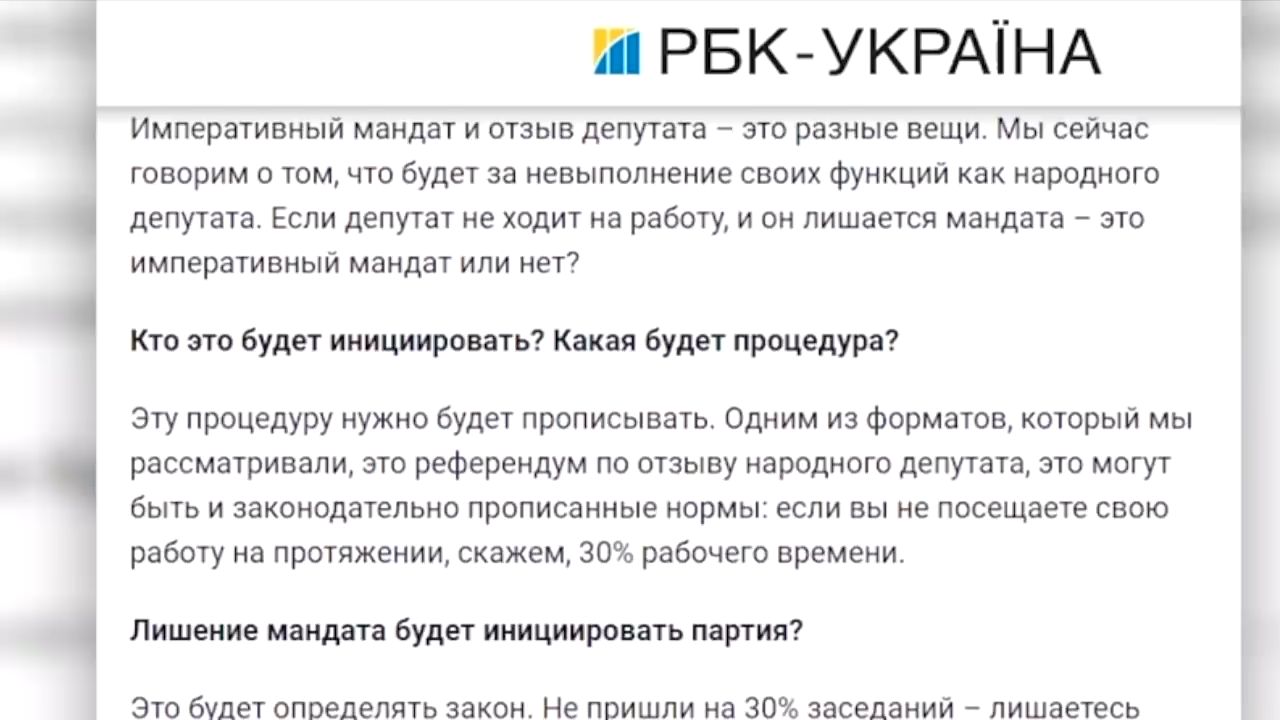 РБК-УКРАЇНА
Императивный мандат и отзыв депутата – это разные вещи. Мы сейчас
говорим о том, что будет за невыполнение своих функций как народного
депутата. Если депутат не ходит на работу, и он лишается мандата – это
императивный мандат или нет?
Кто это будет инициировать? Какая будет процедура?
Эту процедуру нужно будет прописывать. Одним из форматов, который мы
рассматривали, это референдум по отзыву народного депутата, это могут
быть и законодательно прописанные нормы: если вы не посещаете свою
работу на протяжении, скажем, 30% рабочего времени.
Лишение мандата будет инициировать партия?
Это будет определять закон. Не пришли на 30% заседаний – лишаетесь